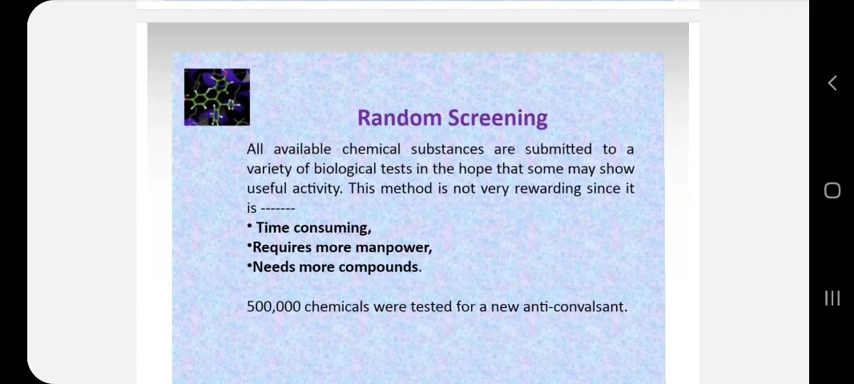 Random Screening
All available chemical substances are submitted to a
variety of biological tests in the hope that some may show
useful activity. This method is not very rewarding since it
is -------
• Time consuming,
•Requires more manpower,
•Needs more compounds.
500,000 chemicals were tested for a new anti-convalsant.